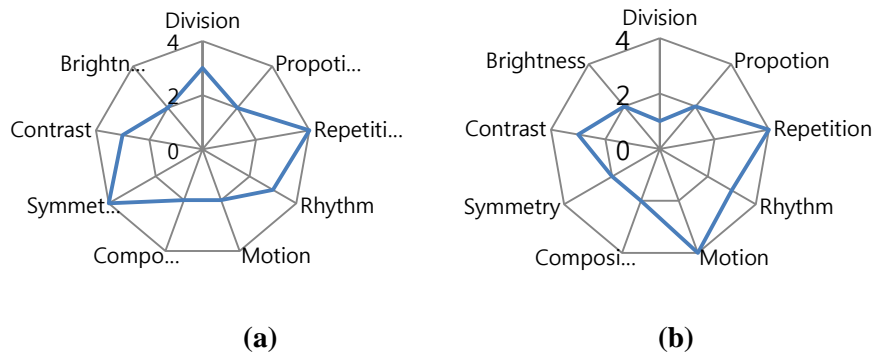 Division
4
Brightn...
Propoti...
2
Contrast
Repetiti...
0
Symmet...
Rhythm
Compo...
Motion
(a)
Division
4
Brightness
Propotion
2
Contrast
Repetition
0
Symmetry
Rhythm
Composi...
Motion
(b)